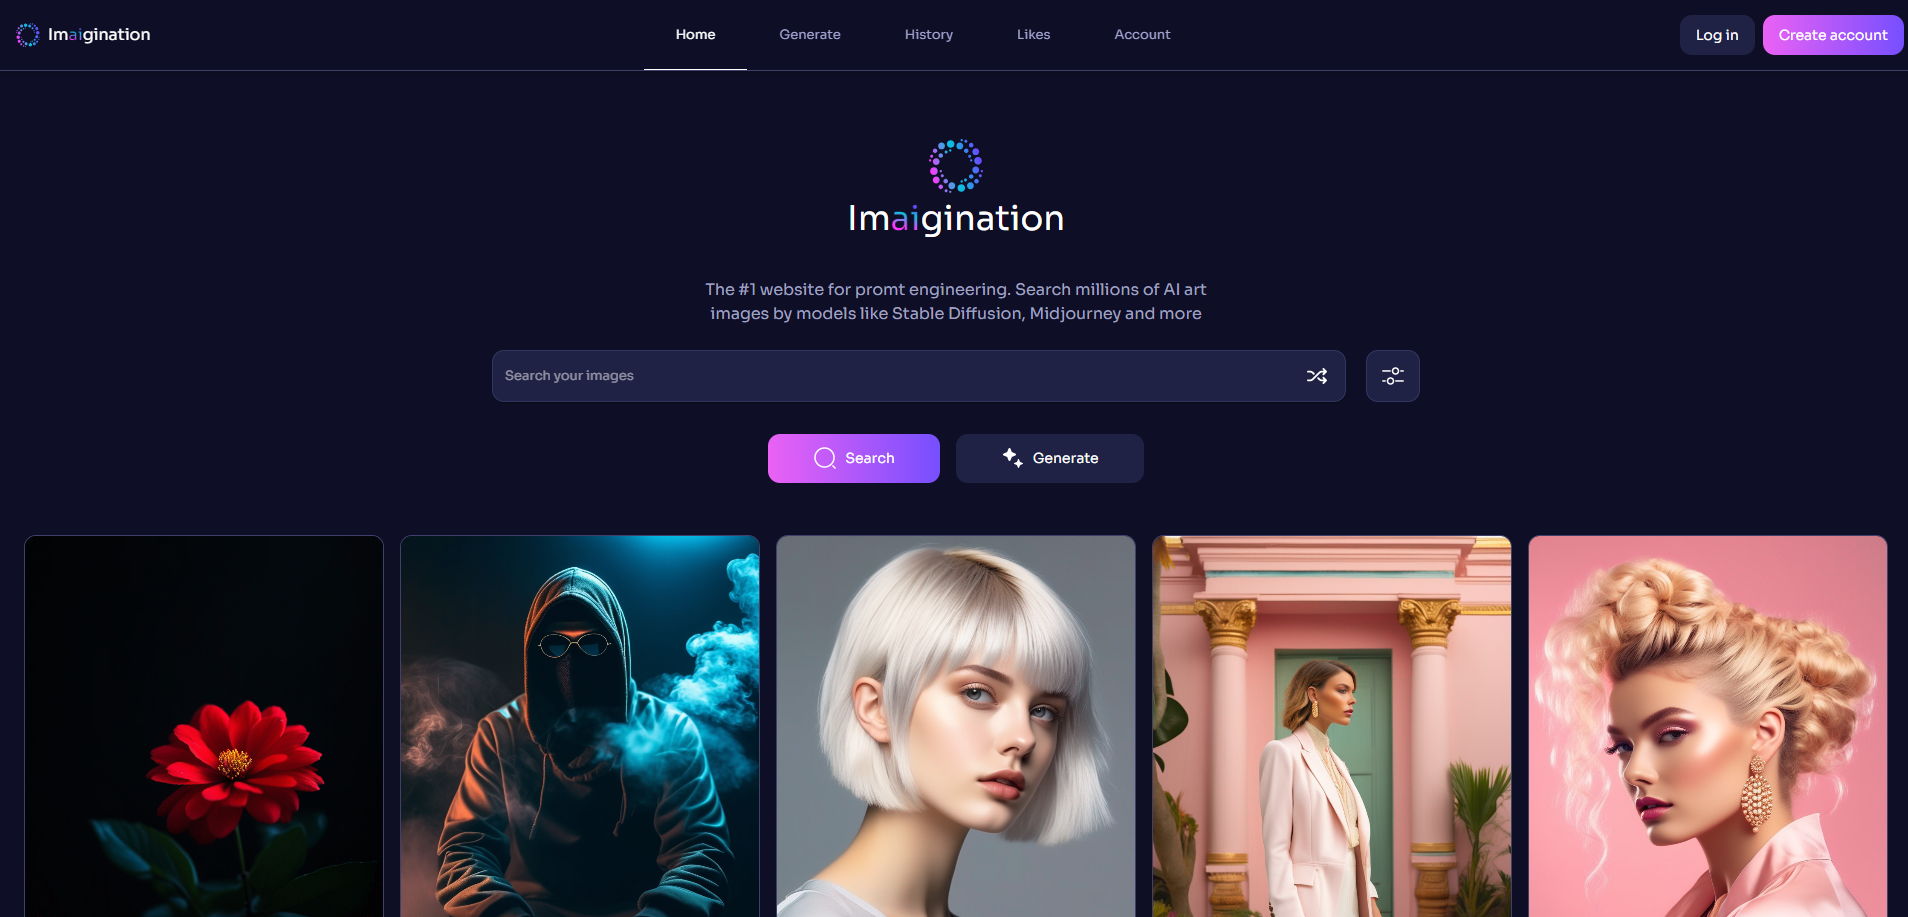 Imaigination
Home
Generate
History
Likes
Account
Log in
Create account
Imaigination
The #1 website for promt engineering. Search millions of AI art
images by models like Stable Diffusion, Midjourney and more
Search your images
Search
Generate